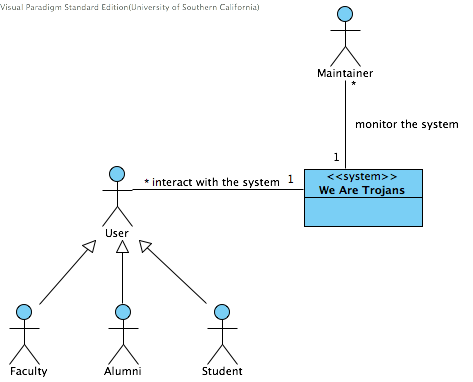 Visual Paradigm Standard Edition(University of Southern California)
Maintainer
*
monitor the system
1
<<system>>
We Are Trojans
* interact with the system 1
User
Faculty Alumni Student